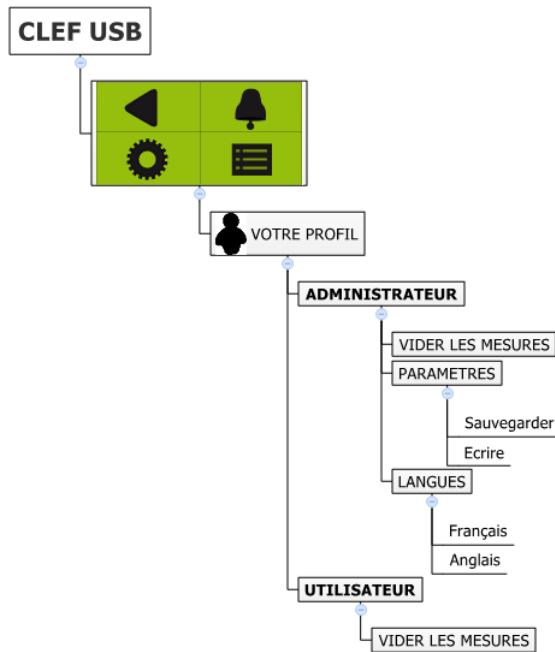 CLEF USB
VOTRE PROFIL
ADMINISTRATEUR
VIDER LES MESURES
PARAMETRES
Sauvegarder
Ecrire
LANGUES
Français
Anglais
UTILISATEUR
VIDER LES MESURES